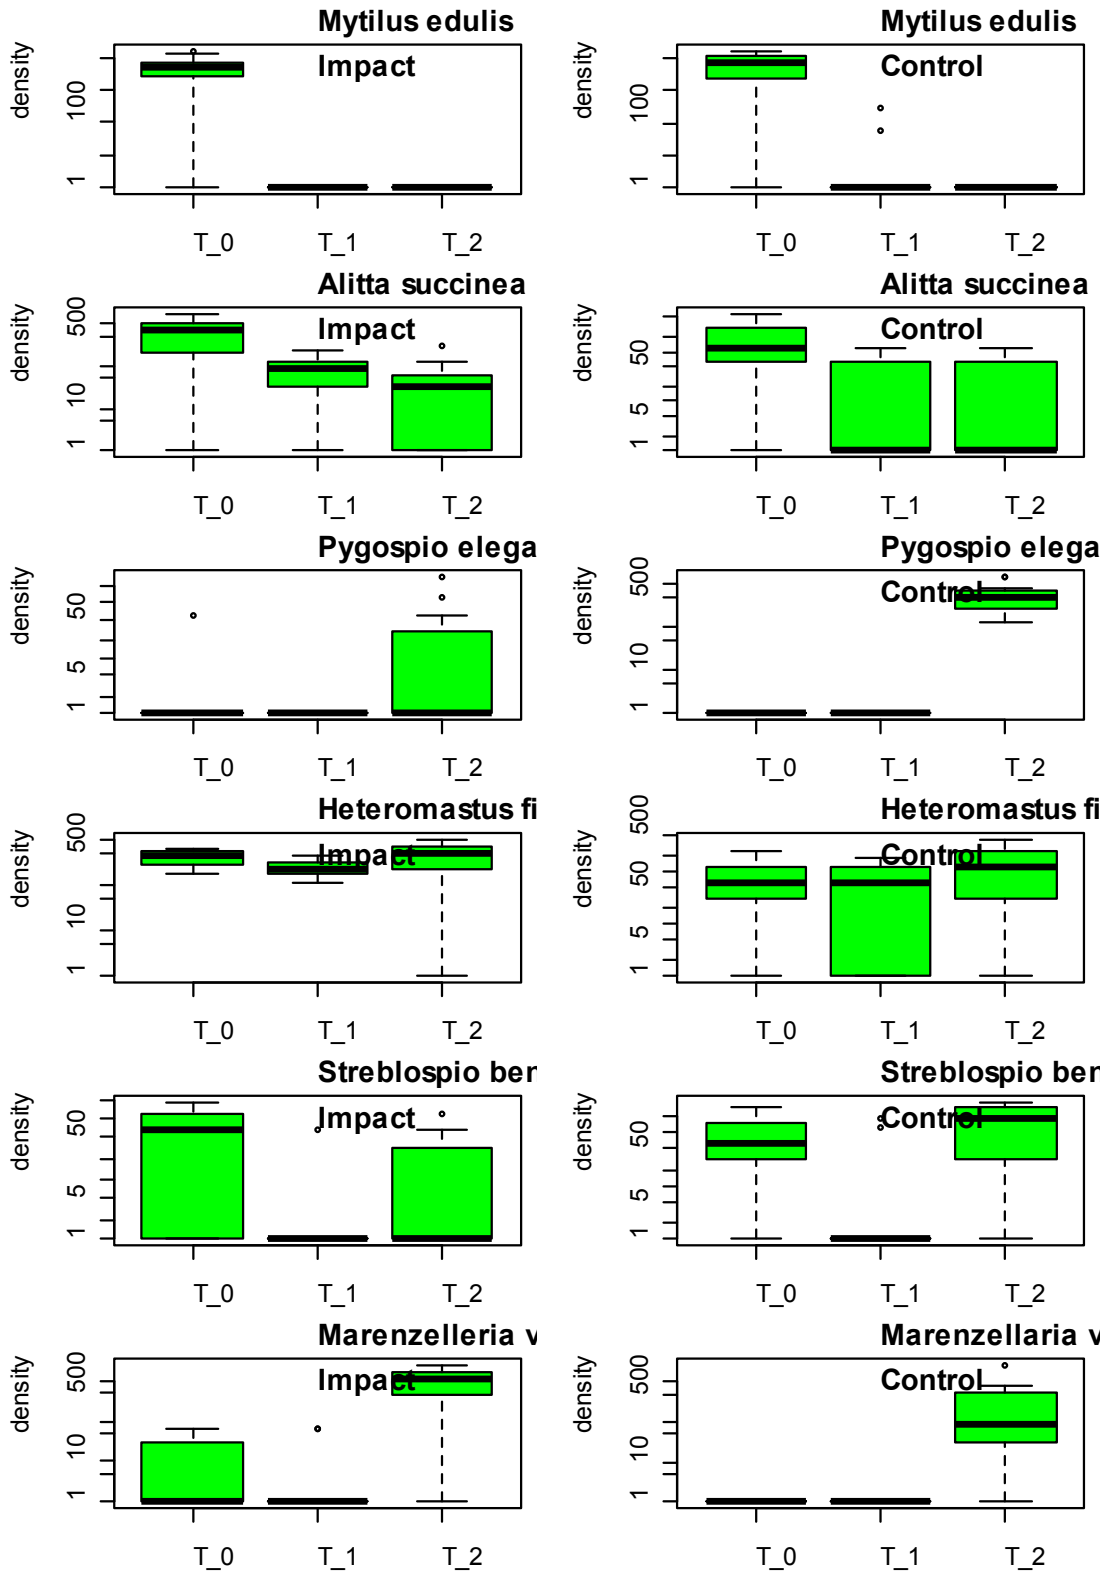 Mytilus edulis
Impact
density
100
1
T_0 T_1 T_2
Mytilus edulis
Control
density
100
1
T_0 T_1 T_2
Alitta succinea
Impact
density
500
10
1
T_0 T_1 T_2
Alitta succinea
Control
density
50
5
1
T_0 T_1 T_2
Pygospio elega
Impact
density
50
5
1
T_0 T_1 T_2
Pygospio elega
Control
density
500
10
1
T_0 T_1 T_2
Heteromastus fi
Impact
density
500
10
1
T_0 T_1 T_2
Heteromastus fi
Control
density
500
50
5
1
T_0 T_1 T_2
Streblospio ben
Impact
density
50
5
1
T_0 T_1 T_2
Streblospio ben
Control
density
50
5
1
T_0 T_1 T_2
Marenzelleria v
Impact
density
500
10
1
T_0 T_1 T_2
Marenzellaria v
Control
density
500
10
1
T_0 T_1 T_2